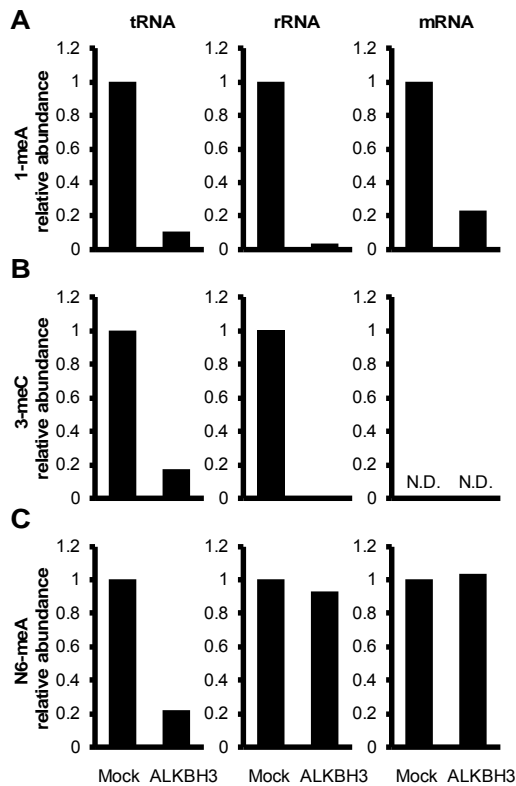 A
tRNA rRNA mRNA
1-meA
relative abundance
1.2 1.2 1.2
1 1 1
0.8 0.8 0.8
0.6 0.6 0.6
0.4 0.4 0.4
0.2 0.2 0.2
0 0 0
B
3-meC
relative abundance
1.2 1.2 1.2
1 1 1
0.8 0.8 0.8
0.6 0.6 0.6
0.4 0.4 0.4
0.2 0.2 0.2
0 0 0
N.D. N.D.
C
N6-meA
relative abundance
1.2 1.2 1.2
1 1 1
0.8 0.8 0.8
0.6 0.6 0.6
0.4 0.4 0.4
0.2 0.2 0.2
0 0 0
Mock ALKBH3 Mock ALKBH3 Mock ALKBH3